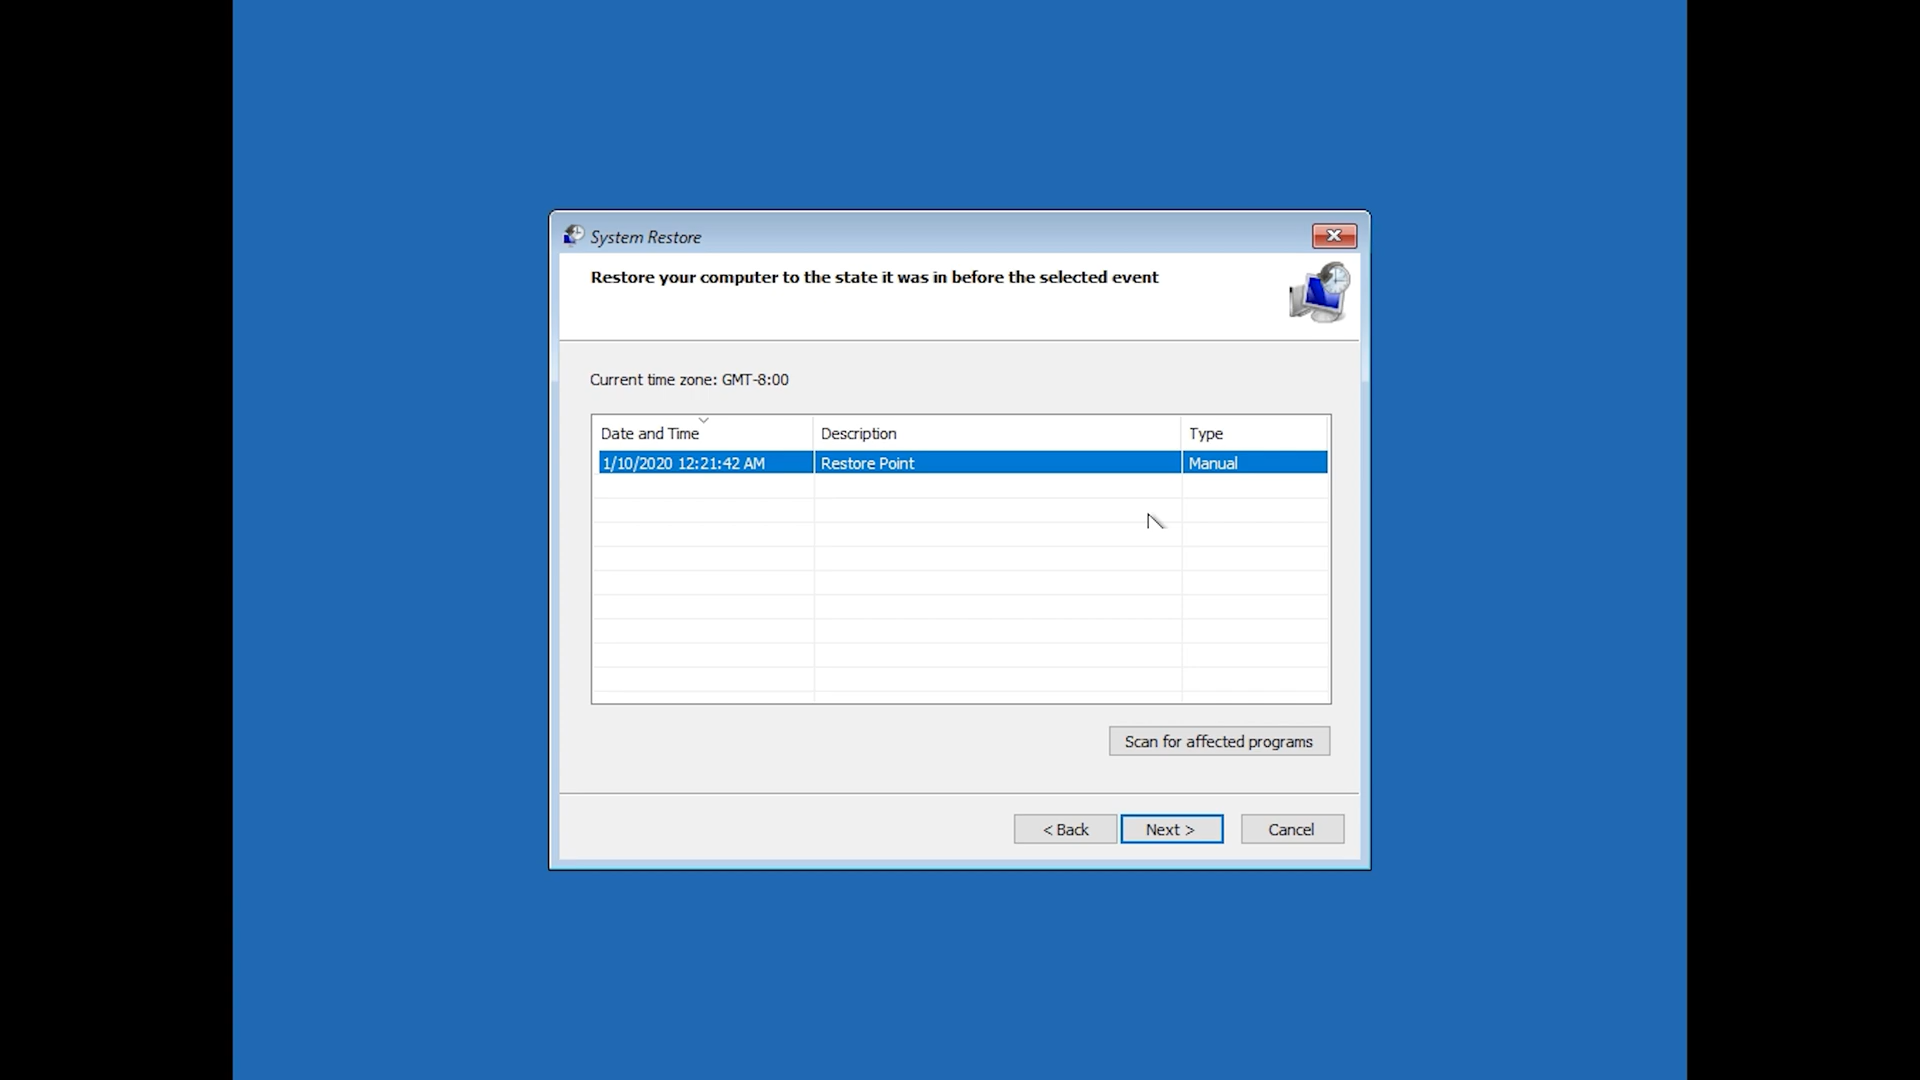 System Restore
Restore your computer to the state it was in before the selected event
Current time zone: GMT-8:00
Date and Time Description Type
1/10/2020 12:21:42 AM Restore Point Manual
Scan for affected programs
< Back Next > Cancel